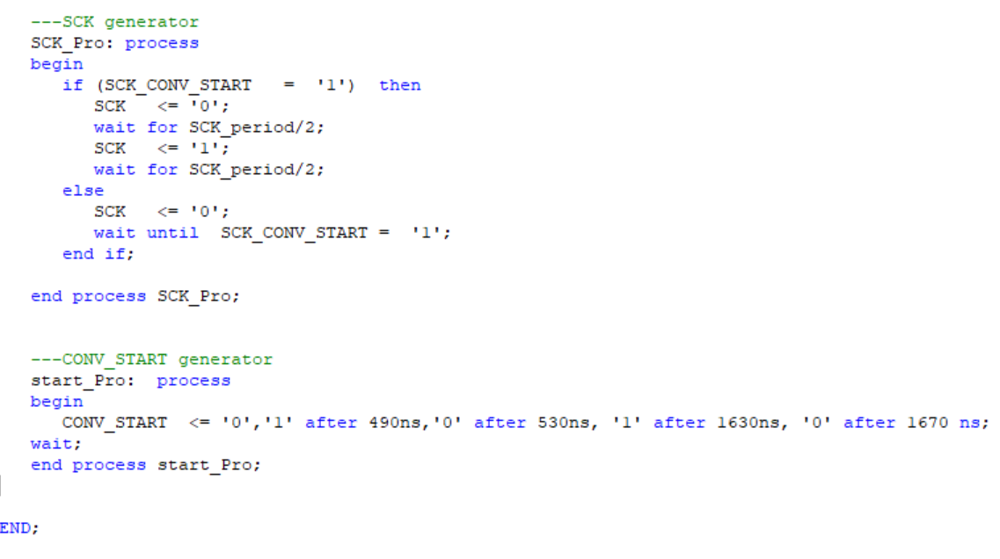 ---SCK generator
SCK_Pro: process
begin
if (SCK_CONV_START = '1') then
SCK <= '0';
wait for SCK_period/2;
SCK <= '1';
wait for SCK_period/2;
else
SCK <= '0';
wait until SCK_CONV_START = '1';
end if;
end process SCK_Pro;
---CONV_START generator
start_Pro: process
begin
CONV_START <= '0','1' after 490ns,'0' after 530ns, '1' after 1630ns, '0' after 1670 ns;
wait;
end process start_Pro;
END;